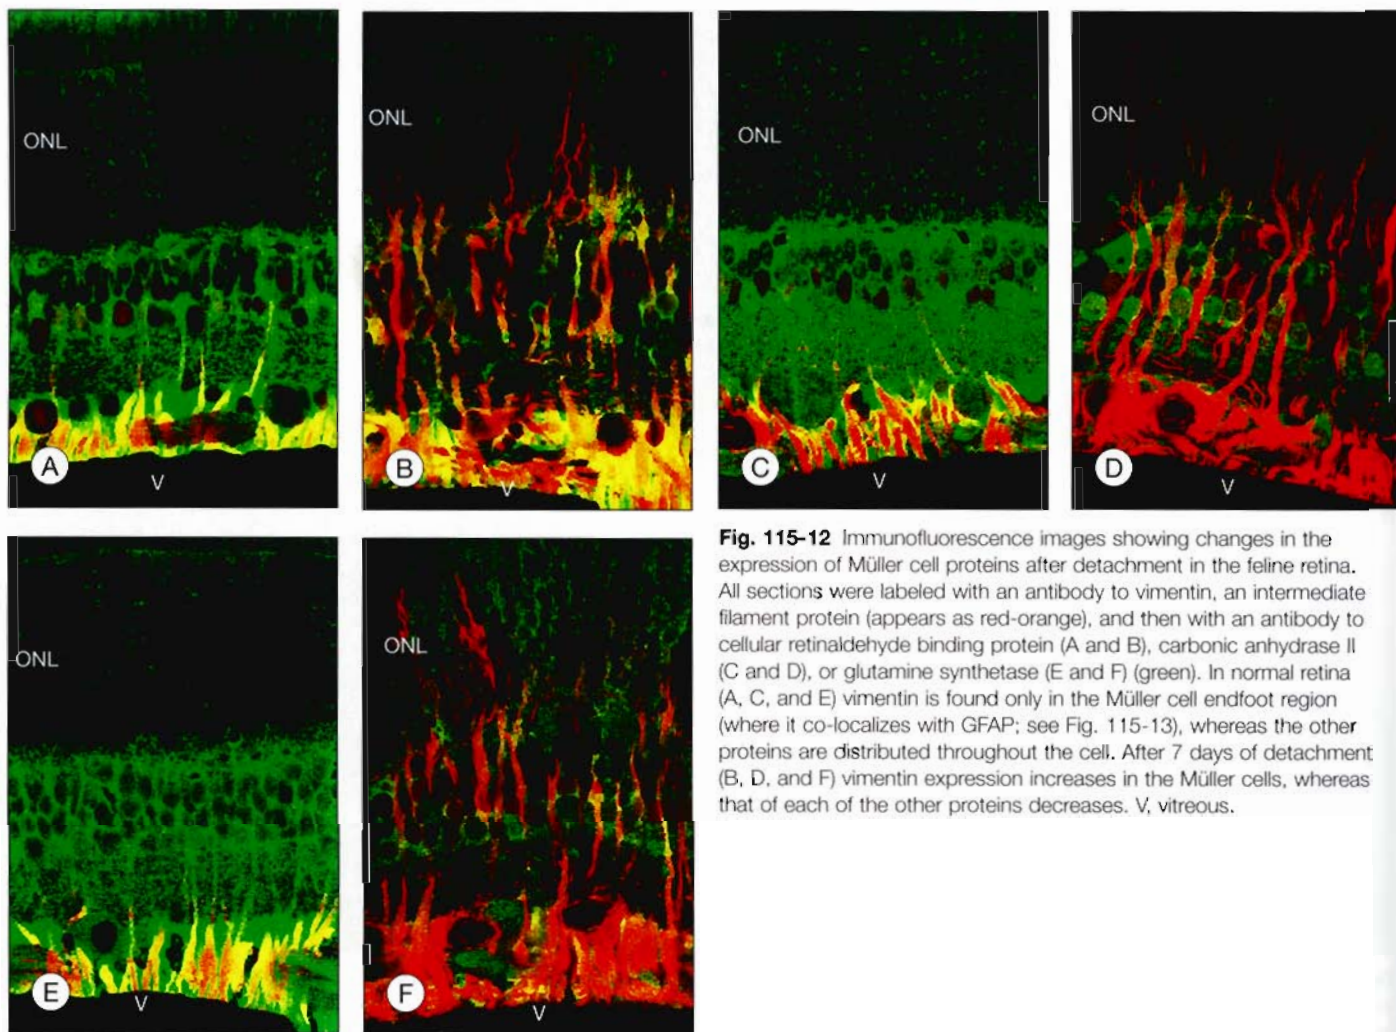 ONL
A
V
ONL
B
V
ONL
C
V
ONL
D
V
Fig. 115-12 Immunofluorescence images showing changes in the
expression of Müller cell proteins after detachment in the feline retina.
All sections were labeled with an antibody to vimentin, an intermediate
filament protein (appears as red-orange), and then with an antibody to
cellular retinaldehyde binding protein (A and B), carbonic anhydrase II
(C and D), or glutamine synthetase (E and F) (green). In normal retina
(A, C, and E) vimentin is found only in the Müller cell endfoot region
(where it co-localizes with GFAP; see Fig. 115-13), whereas the other
proteins are distributed throughout the cell. After 7 days of detachment
(B, D, and F) vimentin expression increases in the Müller cells, whereas
that of each of the other proteins decreases. V, vitreous.
ONL
E
V
ONL
F
V